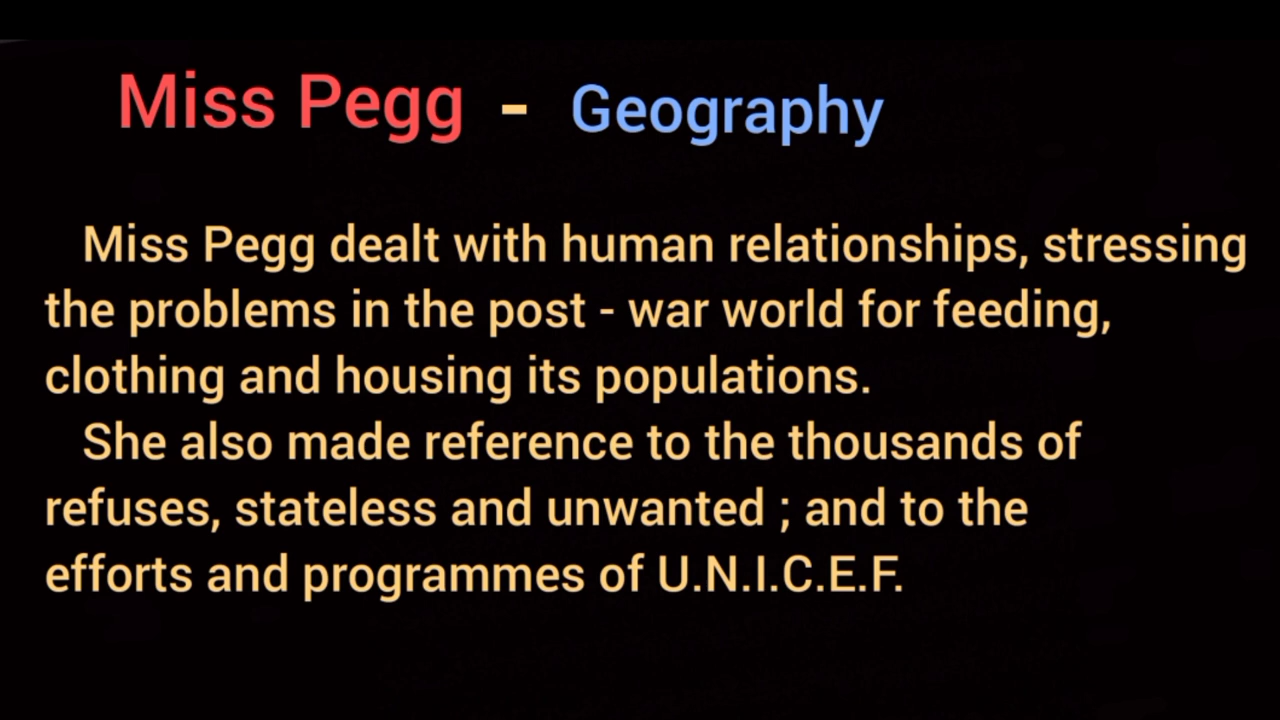 Miss Pegg - Geography
Miss Pegg dealt with human relationships, stressing
the problems in the post - war world for feeding,
clothing and housing its populations.
She also made reference to the thousands of
refuses, stateless and unwanted ; and to the
efforts and programmes of U.N.I.C.E.F.